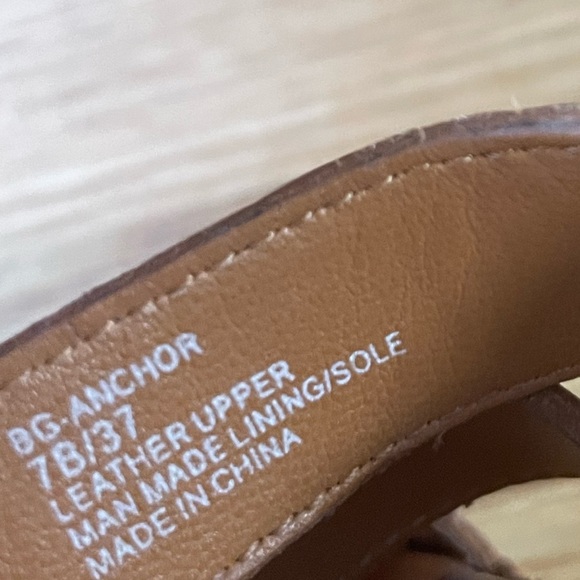 BG-ANCHOR
7B/37
LEATHER UPPER
MAN MADE LINING/SOLE
MADE IN CHINA